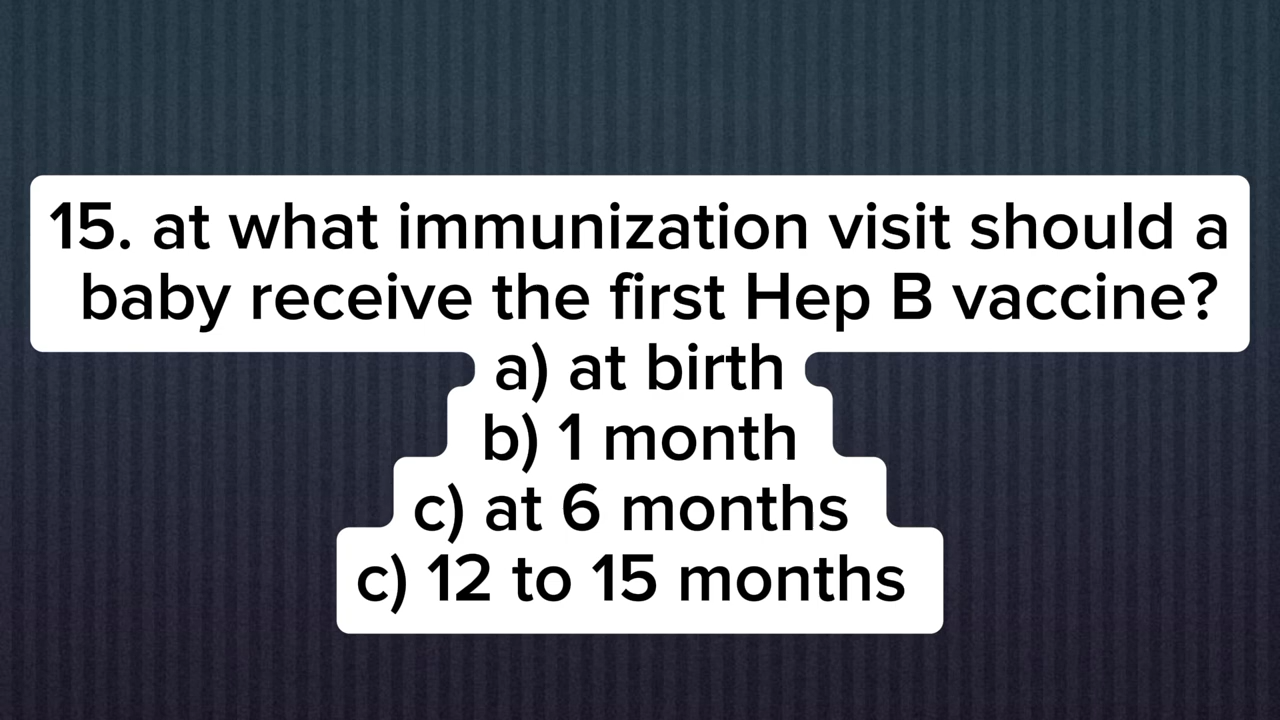 15. at what immunization visit should a
baby receive the first Hep B vaccine?
a) at birth
b) 1 month
c) at 6 months
c) 12 to 15 months